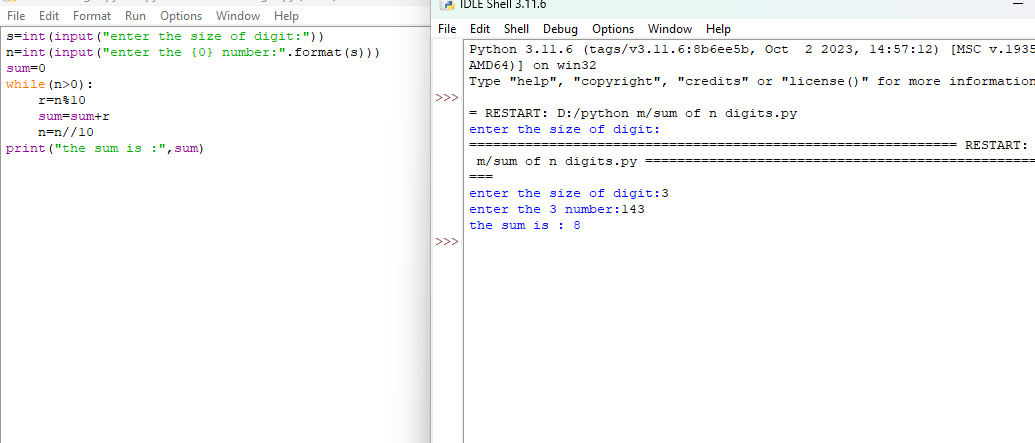 File Edit Format Run Options Window Help
s=int(input("enter the size of digit:"))
n=int(input("enter the {0} number:".format(s)))
sum=0
while(n>0):
    r=n%10
    sum=sum+r
    n=n//10
print("the sum is :",sum)
IDLE Shell 3.11.6
File Edit Shell Debug Options Window Help
Python 3.11.6 (tags/v3.11.6:8b6ee5b, Oct  2 2023, 14:57:12) [MSC v.1935
AMD64)] on win32
Type "help", "copyright", "credits" or "license()" for more information
>>>
= RESTART: D:/python m/sum of n digits.py
enter the size of digit:
============================================================= RESTART:
 m/sum of n digits.py =================================================
===
enter the size of digit:3
enter the 3 number:143
the sum is : 8
>>>